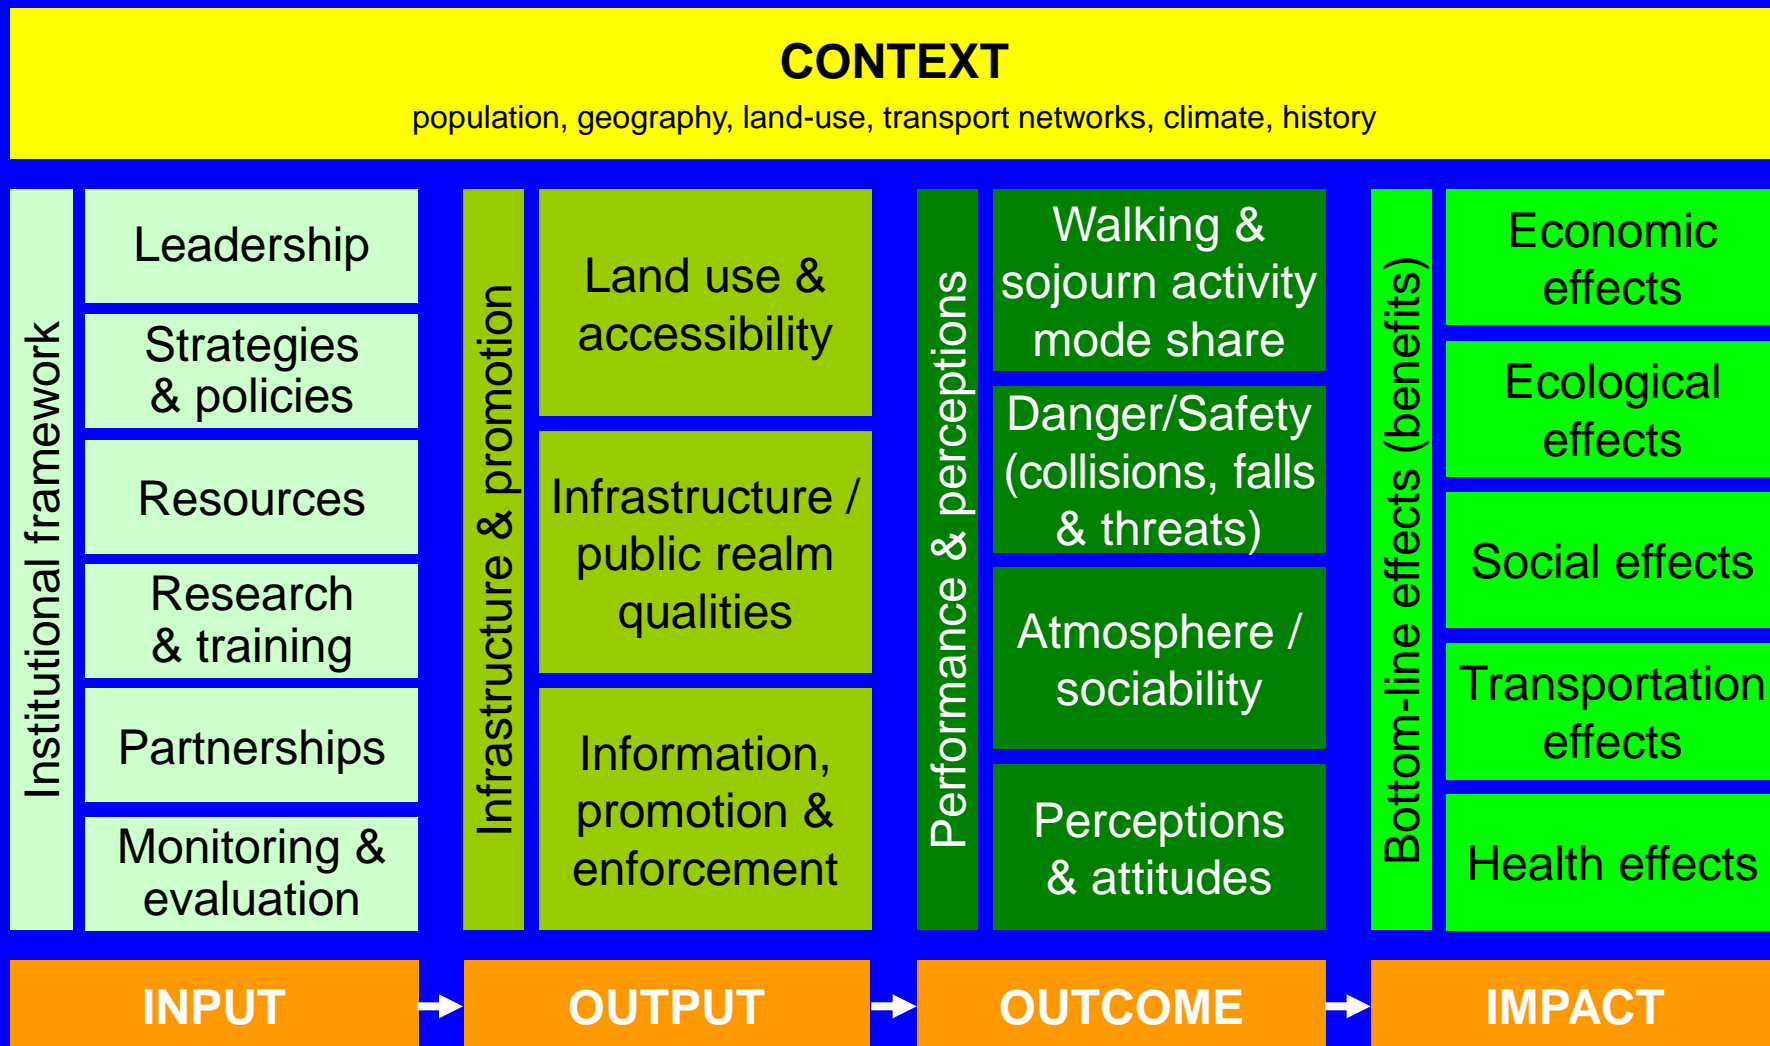 CONTEXT
population, geography, land-use, transport networks, climate, history
Institutional framework
Leadership
Strategies
& policies
Resources
Research
& training
Partnerships
Monitoring &
evaluation
Infrastructure & promotion
Land use &
accessibility
Infrastructure /
public realm
qualities
Information,
promotion &
enforcement
Performance & perceptions
Walking &
sojourn activity
mode share
Danger/Safety
(collisions, falls
& threats)
Atmosphere /
sociability
Perceptions
& attitudes
Bottom-line effects (benefits)
Economic
effects
Ecological
effects
Social effects
Transportation
effects
Health effects
INPUT
OUTPUT
OUTCOME
IMPACT